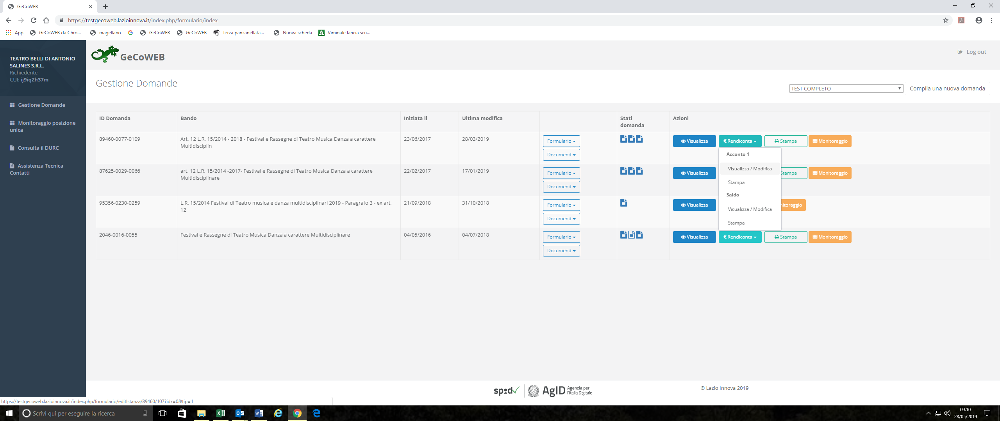 GeCoWEB
https://testgecoweb.lazioinnova.it/index.php/formulario/index
App
GeCoWEB da Chro...
magellano
GeCoWEB
GeCoWEB
Terza panzanellata...
Nuova scheda
Viminale lancia scu...
TEATRO BELLI DI ANTONIO
SALINES S.R.L.
Richiedente
CUI: ij9iqZh37m
Gestione Domande
Monitoraggio posizione
unica
Consulta il DURC
Assistenza Tecnica
Contatti
GeCoWEB
Log out
Gestione Domande
TEST COMPLETO
Compila una nuova domanda
ID Domanda
Bando
Iniziata il
Ultima modifica
Stati
domanda
Azioni
89460-0077-0109
Art. 12 L.R. 15/2014 - 2018 - Festival e Rassegne di Teatro Musica Danza a carattere
Multidisciplin
23/06/2017
28/03/2019
Formulario
Documenti
Visualizza
€ Rendiconta
Stampa
Monitoraggio
Acconto 1
Visualizza / Modifica
Stampa
Saldo
Visualizza / Modifica
Stampa
87625-0029-0066
art. 12 L.R. 15/2014 -2017- Festival e Rassegne di Teatro Musica Danza a carattere
Multidisciplinare
22/02/2017
17/01/2019
Formulario
Documenti
Visualizza
Stampa
Monitoraggio
95356-0230-0259
L.R. 15/2014 Festival di Teatro musica e danza multidisciplinari 2019 - Paragrafo 3 - ex art.
12
21/09/2018
31/10/2018
Formulario
Documenti
Visualizza
nitoraggio
2046-0016-0055
Festival e Rassegne di Teatro Musica Danza a carattere Multidisciplinare
04/05/2016
04/07/2018
Formulario
Documenti
Visualizza
€ Rendiconta
Stampa
Monitoraggio
spid
AgID
Agenzia per
l'Italia Digitale
© Lazio Innova 2019
https://testgecoweb.lazioinnova.it/index.php/formulario/editIstanza/89460/107?idx=0&tip=1
Scrivi qui per eseguire la ricerca
09.10
28/05/2019